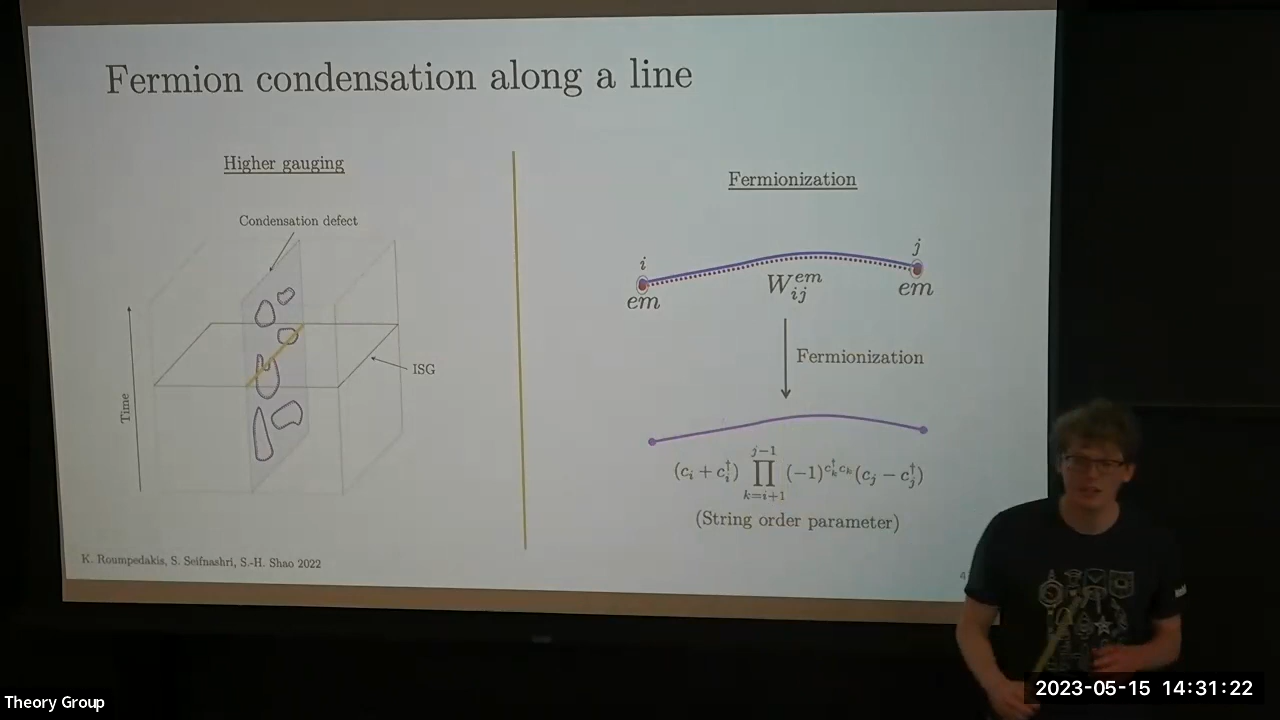 Fermion condensation along a line
Higher gauging
Condensation defect
Time
ISG
K. Roumpedakis, S. Seifnashri, S.-H. Shao 2022
Fermionization
i
j
em
W_{ij}^{em}
em
Fermionization
(c_i + c_i^†) ∏_{k=i+1}^{j−1} (−1)^{c_k^† c_k} (c_j − c_j^†)
(String order parameter)
4
Theory Group
2023-05-15 14:31:22